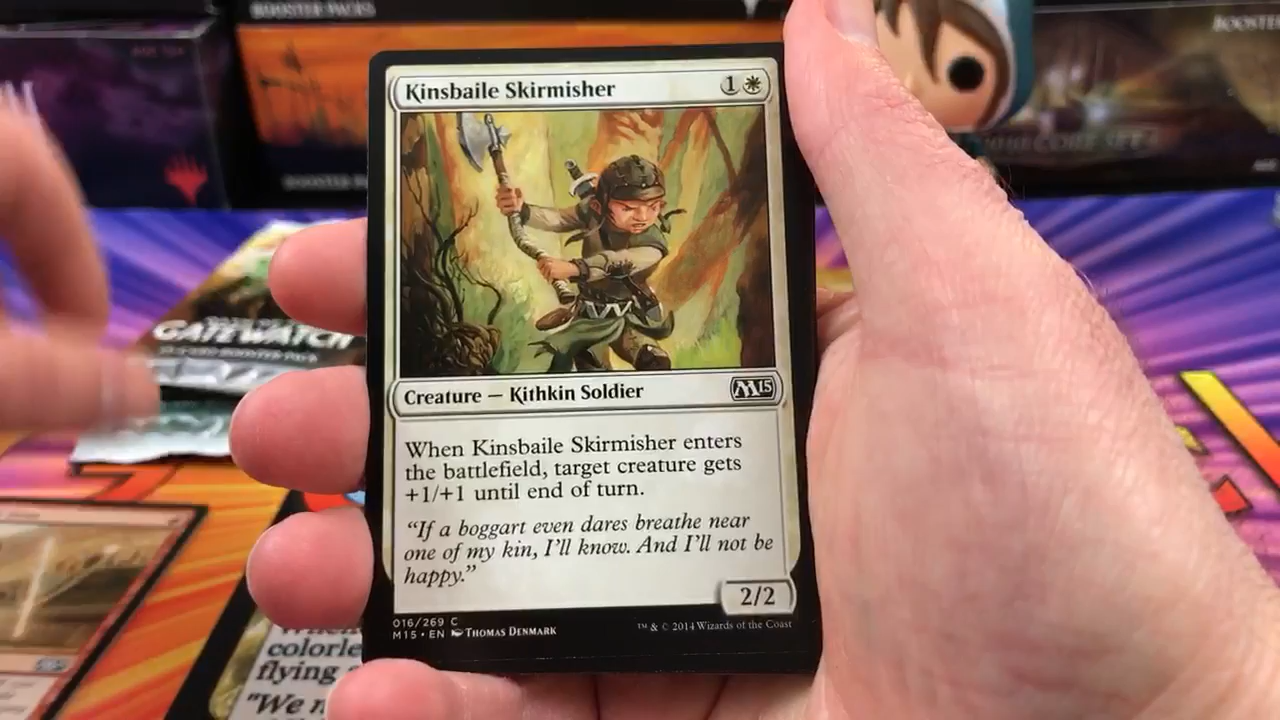 BOOSTER PACKS
Kinsbaile Skirmisher 1
Creature — Kithkin Soldier M15
When Kinsbaile Skirmisher enters
the battlefield, target creature gets
+1/+1 until end of turn.
"If a boggart even dares breathe near
one of my kin, I'll know. And I'll not be
happy."
2/2
016/269 C
M15 • EN THOMAS DENMARK
™ & © 2014 Wizards of the Coast
GATEWATCH
colorle
flying
"We n